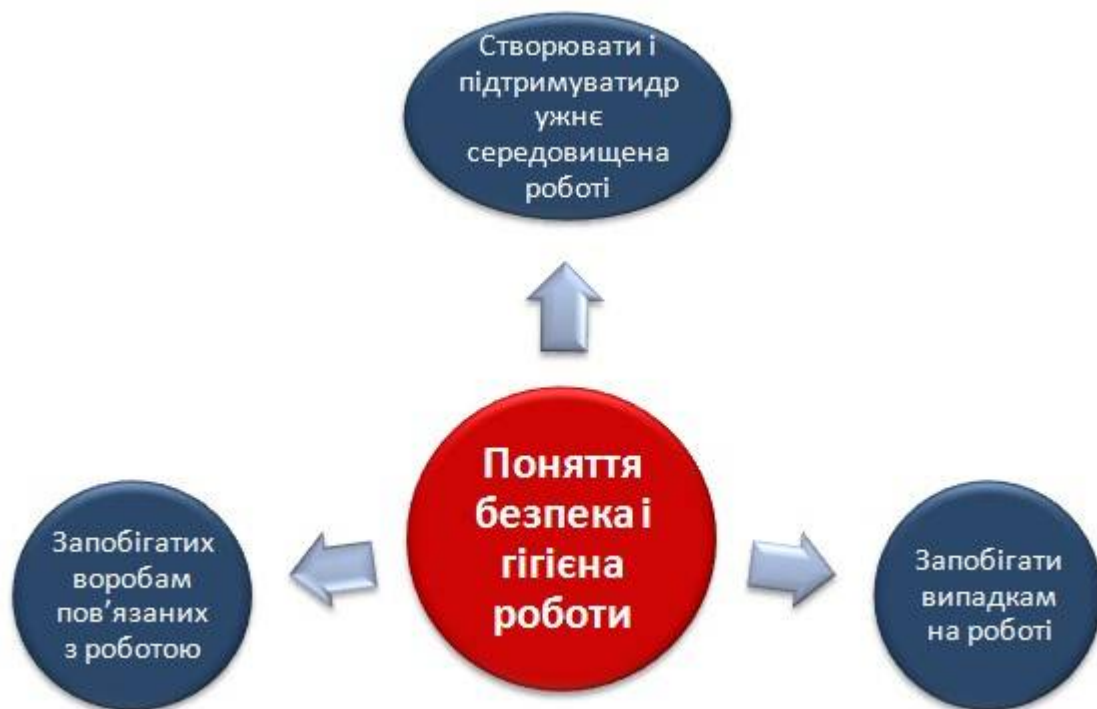 Створювати і
підтримуватидр
ужнє
середовищена
роботі
Поняття
безпека і
гігієна
роботи
Запобігатих
воробам
пов’язаних
з роботою
Запобігати
випадкам
на роботі